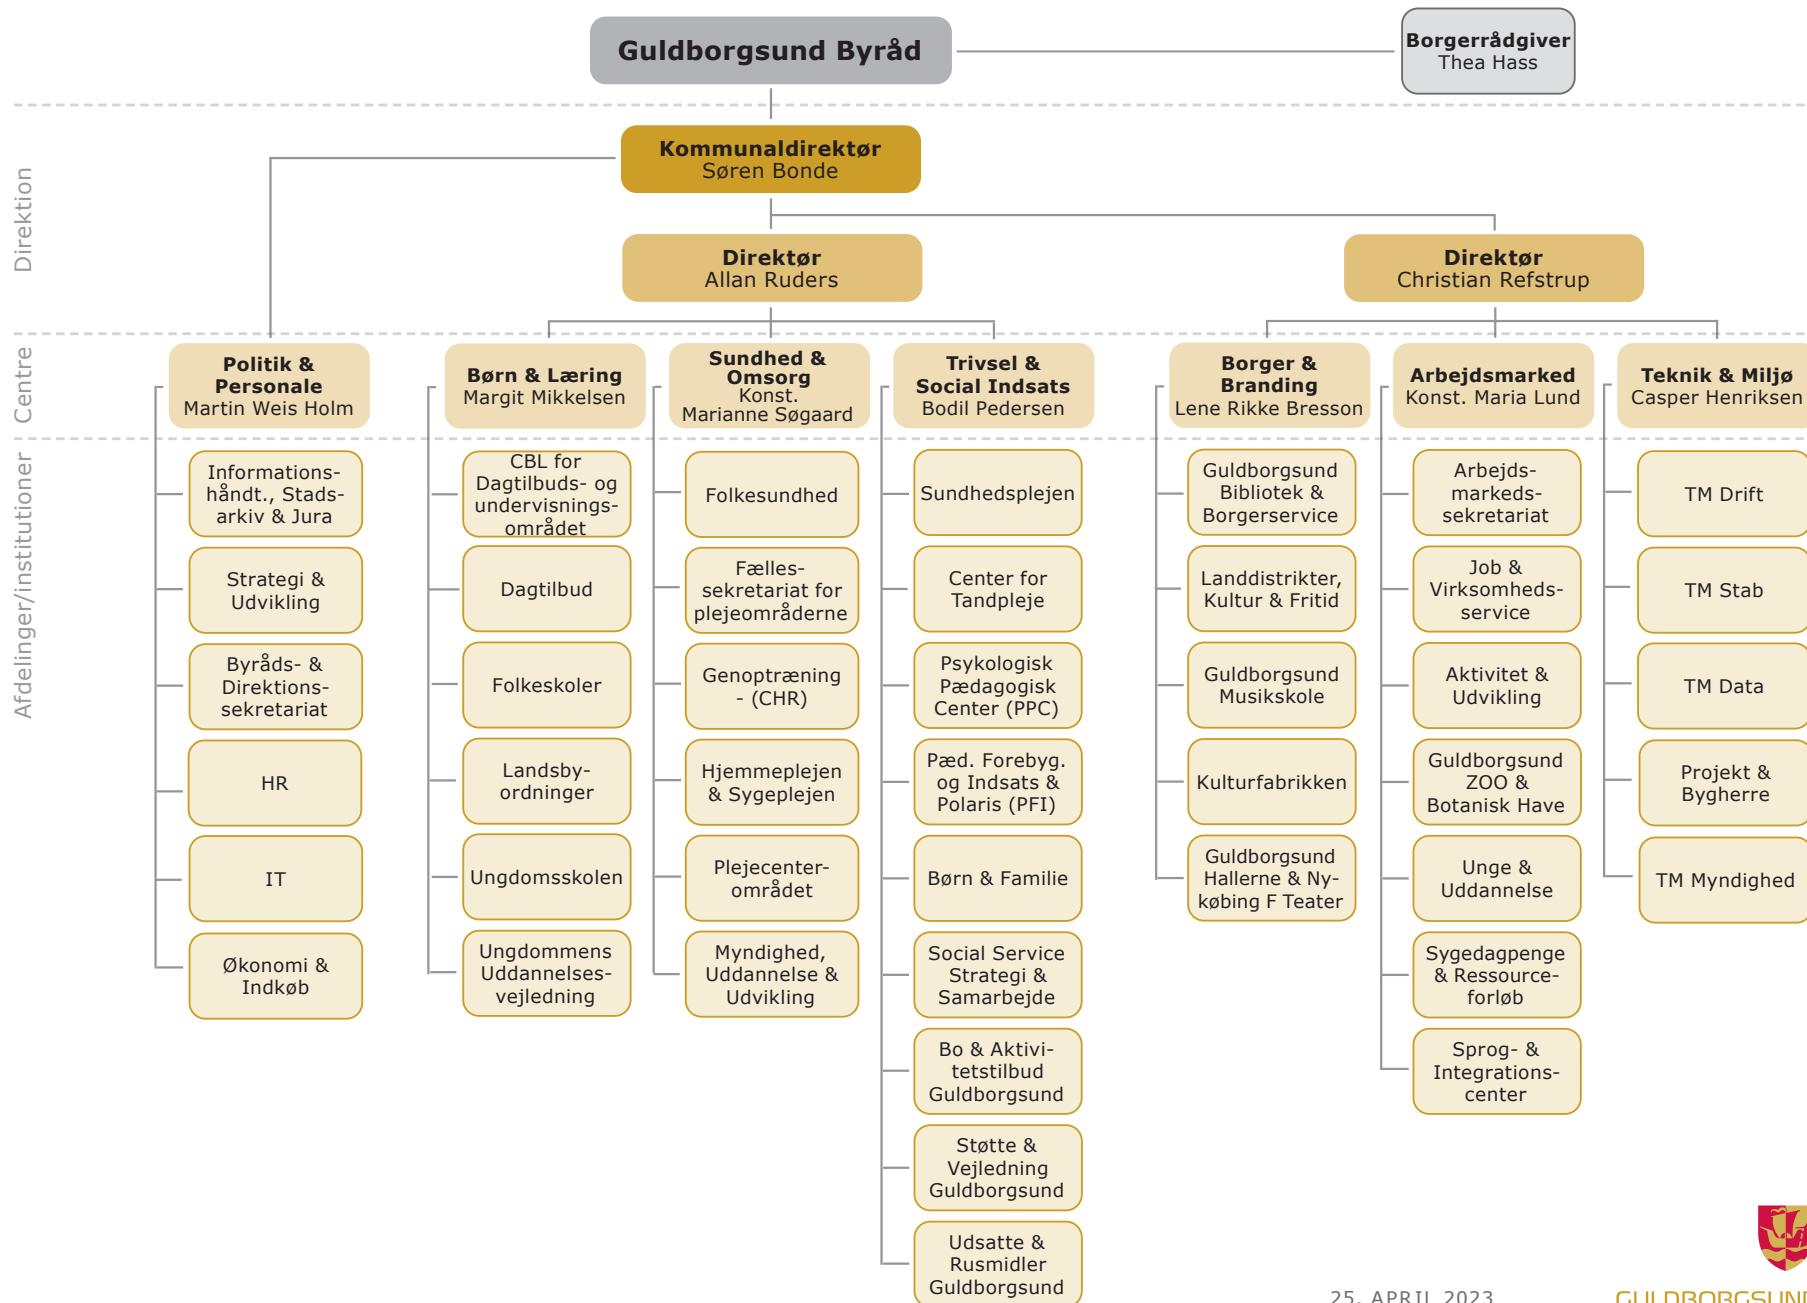 Guldborgsund Byråd
Borgerrådgiver
Thea Hass
Direktion
Kommunaldirektør
Søren Bonde
Direktør
Allan Ruders
Direktør
Christian Refstrup
Centre
Politik &
Personale
Martin Weis Holm
Børn & Læring
Margit Mikkelsen
Sundhed &
Omsorg
Konst.
Marianne Søgaard
Trivsel &
Social Indsats
Bodil Pedersen
Borger &
Branding
Lene Rikke Bresson
Arbejdsmarked
Konst. Maria Lund
Teknik & Miljø
Casper Henriksen
Afdelinger/institutioner
Informations-
håndt., Stads-
arkiv & Jura
Strategi &
Udvikling
Byråds- &
Direktions-
sekretariat
HR
IT
Økonomi &
Indkøb
CBL for
Dagtilbuds- og
undervisnings-
området
Dagtilbud
Folkeskoler
Landsby-
ordninger
Ungdomsskolen
Ungdommens
Uddannelses-
vejledning
Folkesundhed
Fælles-
sekretariat for
plejeområderne
Genoptræning
- (CHR)
Hjemmeplejen
& Sygeplejen
Plejecenter-
området
Myndighed,
Uddannelse &
Udvikling
Sundhedsplejen
Center for
Tandpleje
Psykologisk
Pædagogisk
Center (PPC)
Pæd. Forebyg.
og Indsats &
Polaris (PFI)
Børn & Familie
Social Service
Strategi &
Samarbejde
Bo & Aktivi-
tetstilbud
Guldborgsund
Støtte &
Vejledning
Guldborgsund
Udsatte &
Rusmidler
Guldborgsund
Guldborgsund
Bibliotek &
Borgerservice
Landdistrikter,
Kultur & Fritid
Guldborgsund
Musikskole
Kulturfabrikken
Guldborgsund
Hallerne & Ny-
købing F Teater
Arbejds-
markeds-
sekretariat
Job &
Virksomheds-
service
Aktivitet &
Udvikling
Guldborgsund
ZOO &
Botanisk Have
Unge &
Uddannelse
Sygedagpenge
& Ressource-
forløb
Sprog- &
Integrations-
center
TM Drift
TM Stab
TM Data
Projekt &
Bygherre
TM Myndighed
25. APRIL 2023
GULDBORGSUND